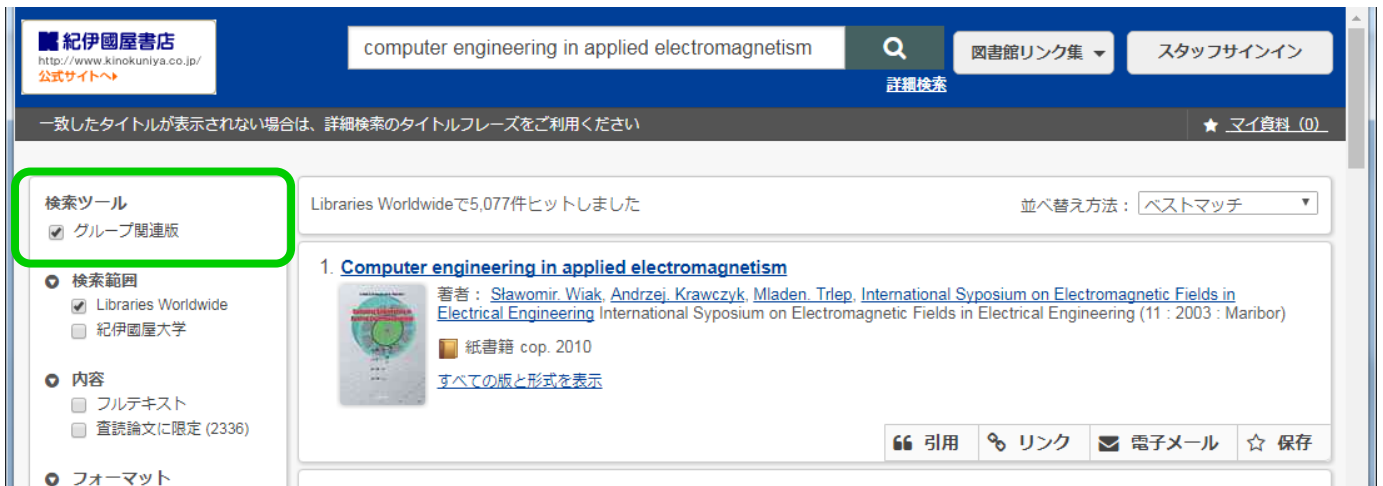 紀伊國屋書店
http://www.kinokuniya.co.jp/
公式サイトへ
computer engineering in applied electromagnetism
図書館リンク集
スタッフサインイン
詳細検索
一致したタイトルが表示されない場合は、詳細検索のタイトルフレーズをご利用ください
★ マイ資料 (0)
検索ツール
グループ関連版
検索範囲
Libraries Worldwide
紀伊國屋大学
内容
フルテキスト
査読論文に限定 (2336)
フォーマット
Libraries Worldwideで5,077件ヒットしました
並べ替え方法： ベストマッチ
1. Computer engineering in applied electromagnetism
著者： Sławomir. Wiak, Andrzej. Krawczyk, Mladen. Trlep, International Syposium on Electromagnetic Fields in
Electrical Engineering International Syposium on Electromagnetic Fields in Electrical Engineering (11 : 2003 : Maribor)
紙書籍 cop. 2010
すべての版と形式を表示
引用
リンク
電子メール
保存